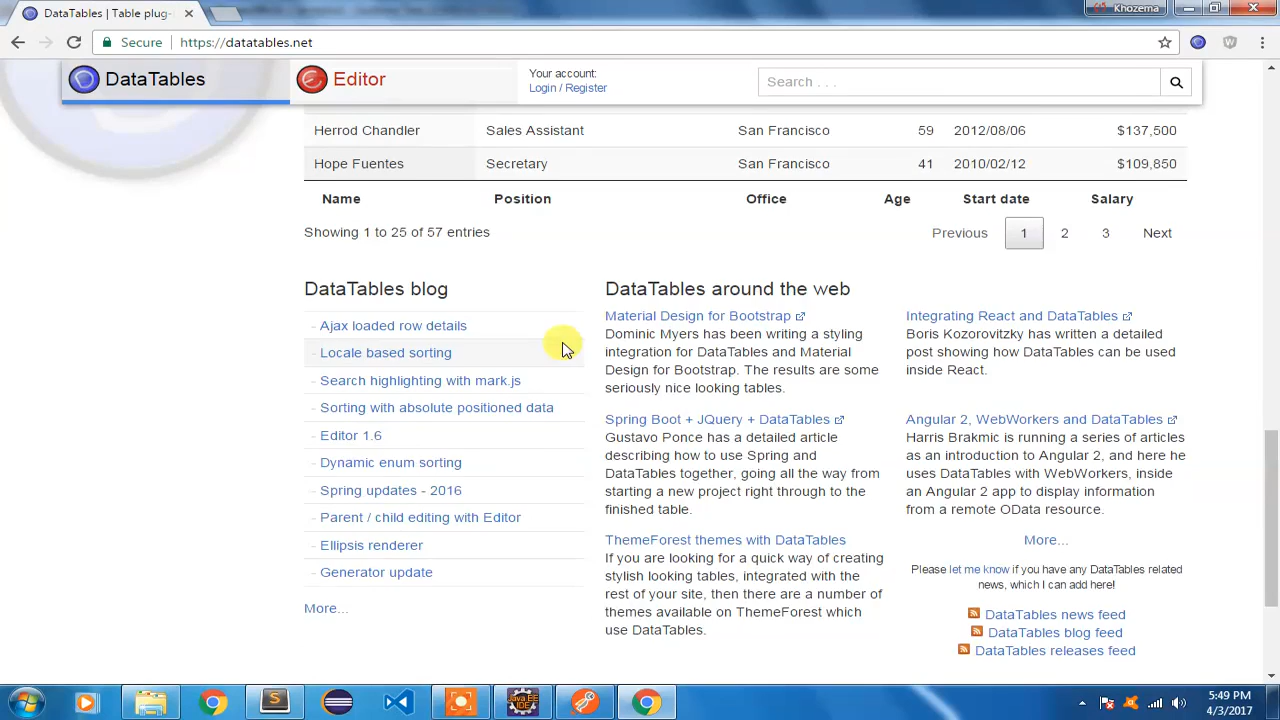 DataTables | Table plug-
Khozema
Secure
https://datatables.net
DataTables
Editor
Your account:
Login / Register
Search . . .
Herrod Chandler Sales Assistant San Francisco 59 2012/08/06 $137,500
Hope Fuentes Secretary San Francisco 41 2010/02/12 $109,850
Name Position Office Age Start date Salary
Showing 1 to 25 of 57 entries
Previous 1 2 3 Next
DataTables blog
Ajax loaded row details
Locale based sorting
Search highlighting with mark.js
Sorting with absolute positioned data
Editor 1.6
Dynamic enum sorting
Spring updates - 2016
Parent / child editing with Editor
Ellipsis renderer
Generator update
More...
DataTables around the web
Material Design for Bootstrap
Dominic Myers has been writing a styling
integration for DataTables and Material
Design for Bootstrap. The results are some
seriously nice looking tables.
Spring Boot + JQuery + DataTables
Gustavo Ponce has a detailed article
describing how to use Spring and
DataTables together, going all the way from
starting a new project right through to the
finished table.
ThemeForest themes with DataTables
If you are looking for a quick way of creating
stylish looking tables, integrated with the
rest of your site, then there are a number of
themes available on ThemeForest which
use DataTables.
Integrating React and DataTables
Boris Kozorovitzky has written a detailed
post showing how DataTables can be used
inside React.
Angular 2, WebWorkers and DataTables
Harris Brakmic is running a series of articles
as an introduction to Angular 2, and here he
uses DataTables with WebWorkers, inside
an Angular 2 app to display information
from a remote OData resource.
More...
Please let me know if you have any DataTables related
news, which I can add here!
DataTables news feed
DataTables blog feed
DataTables releases feed
Java EE
IDE
5:49 PM
4/3/2017